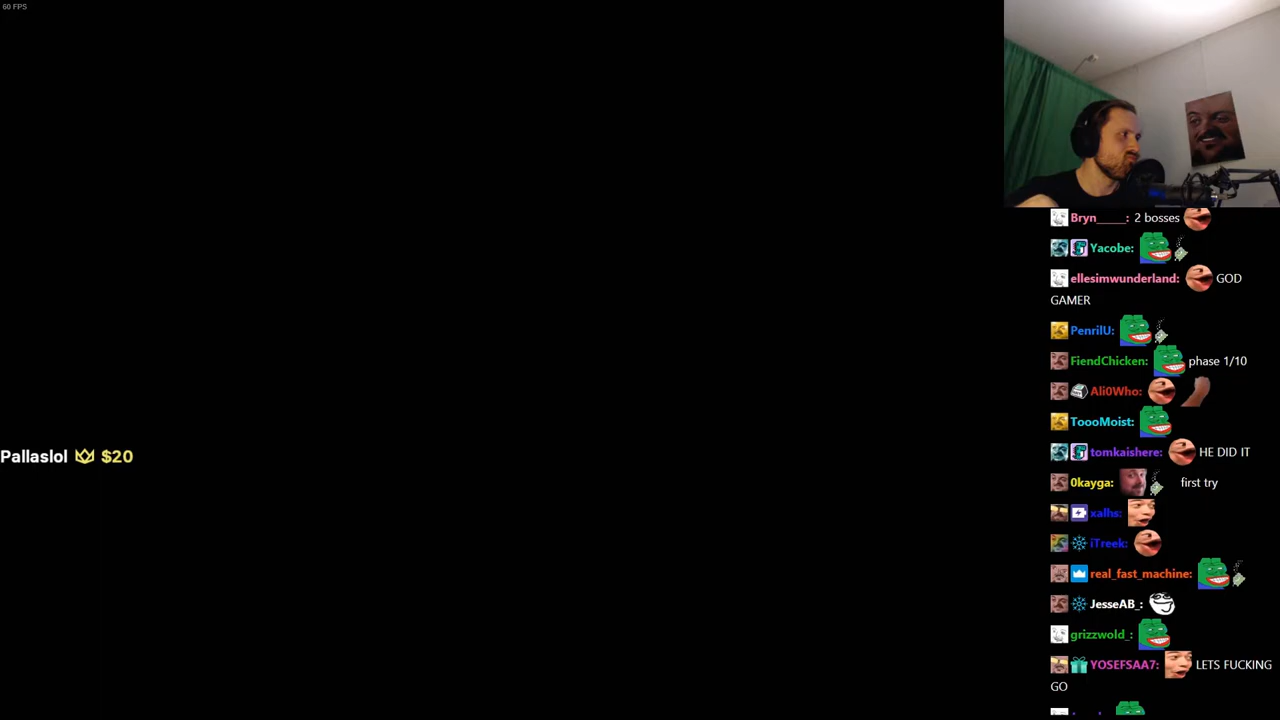 60 FPS
Bryn_____: 2 bosses
Yacobe:
ellesimwunderland: GOD
GAMER
PenrilU:
FiendChicken: phase 1/10
Ali0Who:
ToooMoist:
Pallaslol $20
tomkaishere: HE DID IT
0kayga: first try
xalhs:
iTreek:
real_fast_machine:
JesseAB_:
grizzwold_:
YOSEFSAA7: LETS FUCKING
GO